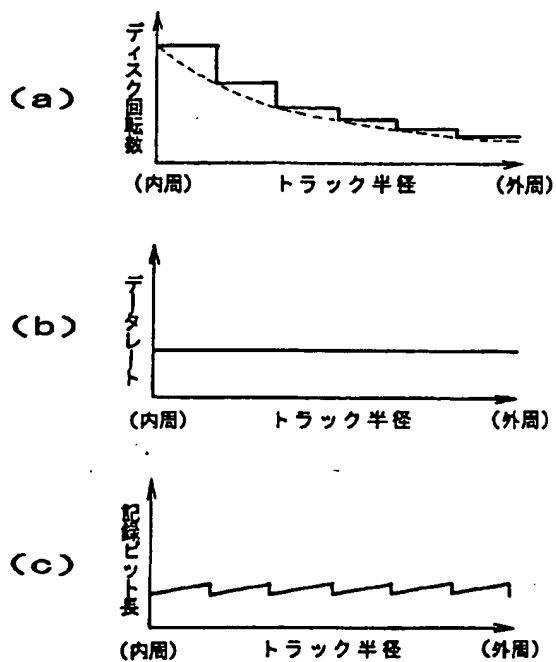 (a)
ディスク回転数
(内周) トラック半径 (外周)
(b)
データレート
(内周) トラック半径 (外周)
(c)
記録ビット長
(内周) トラック半径 (外周)